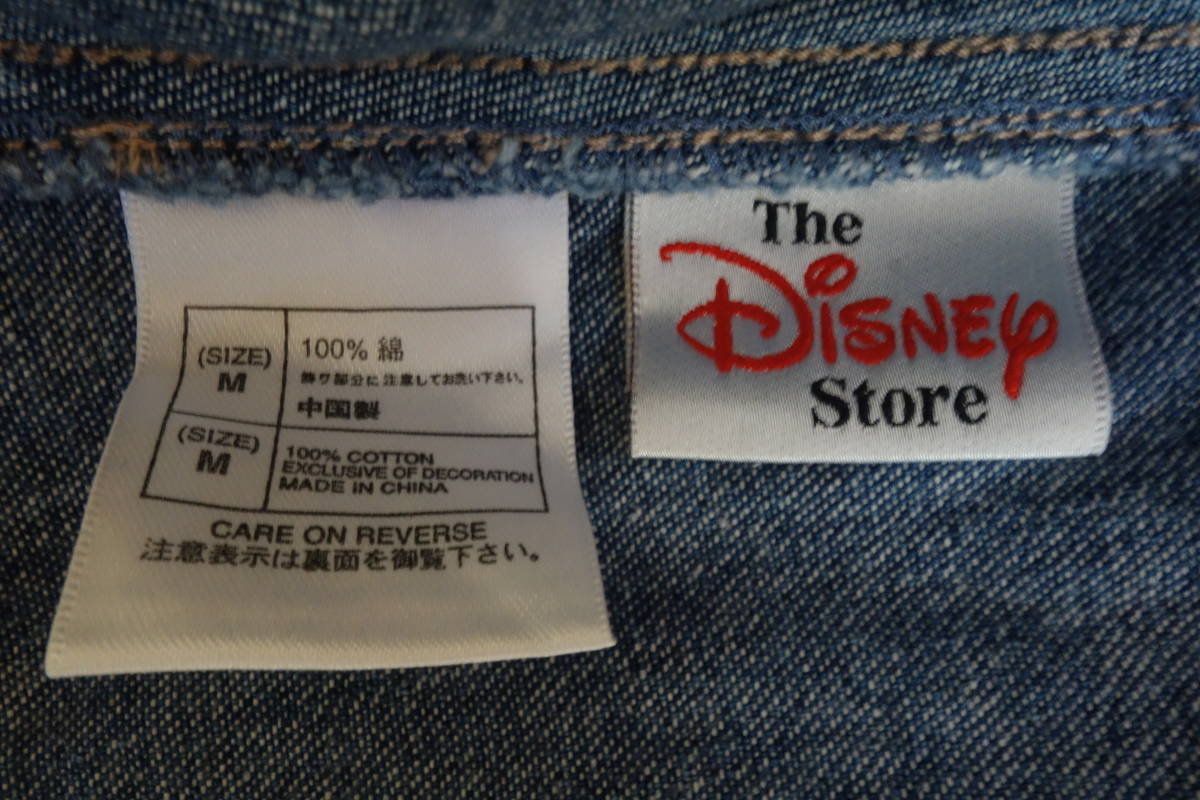 (SIZE)
M
100% 綿
飾り部分に注意してお洗い下さい。
中国製
(SIZE)
M
100% COTTON
EXCLUSIVE OF DECORATION
MADE IN CHINA
CARE ON REVERSE
注意表示は裏面を御覧下さい。
The
Disney
Store